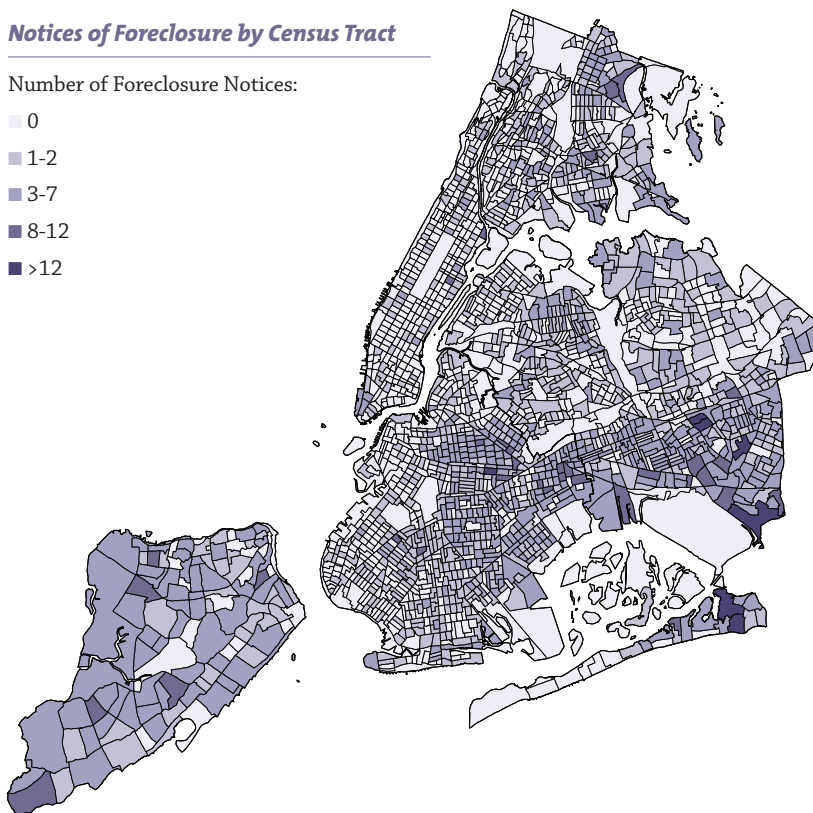 Notices of Foreclosure by Census Tract
Number of Foreclosure Notices:
0
1-2
3-7
8-12
>12